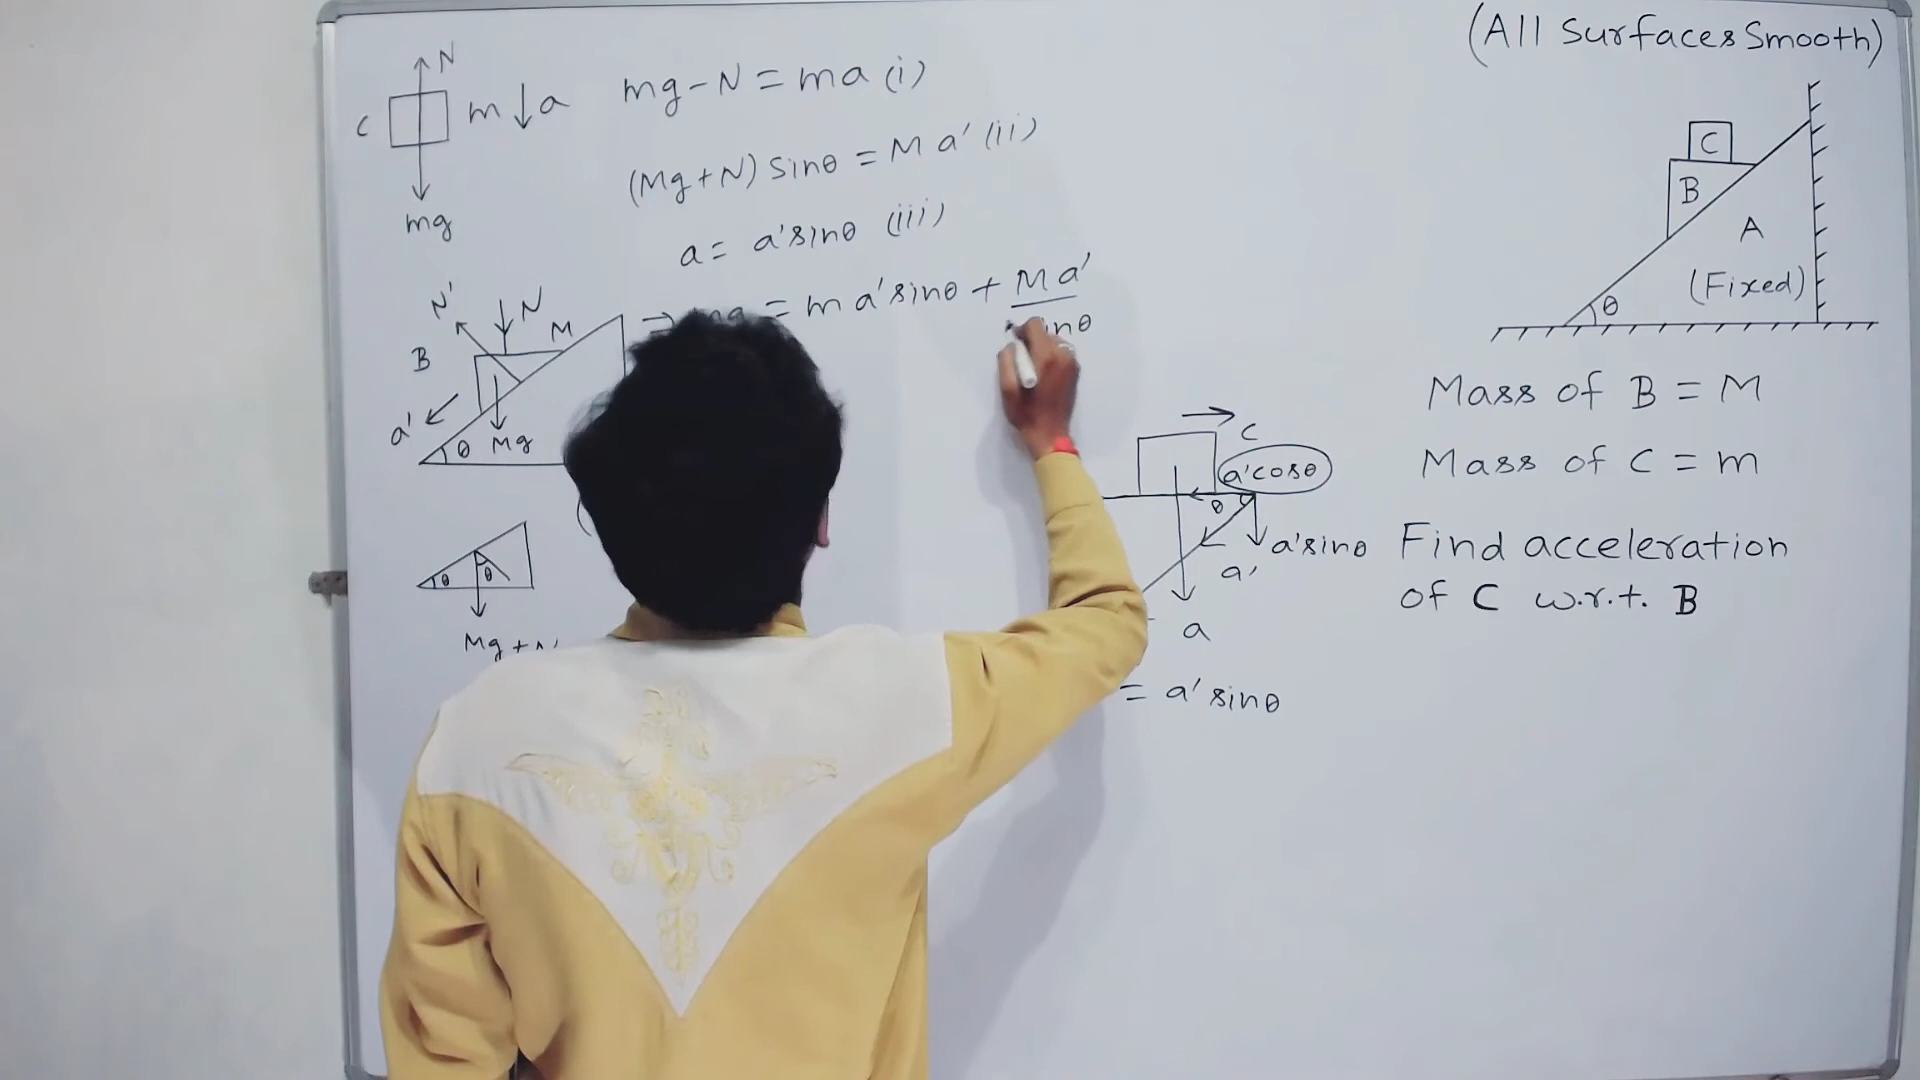 N
C
m a
mg
mg - N = ma (i)
(Mg + N) sinθ = M a' (ii)
a = a' sinθ (iii)
= m a' sinθ + M a'
N'
N
M
B
a'
θ
Mg
θ
θ
Mg +
C
a'cosθ
θ
a'sinθ
a'
a
= a' sinθ
(All Surfaces Smooth)
C
B
A
(Fixed)
θ
Mass of B = M
Mass of C = m
Find acceleration
of C w.r.t. B